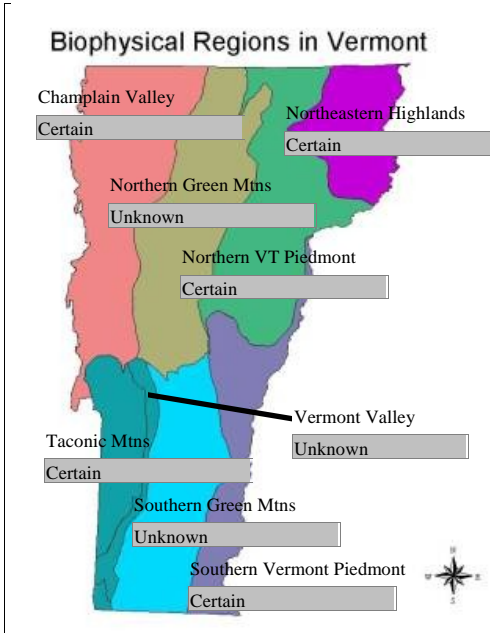 Biophysical Regions in Vermont
Champlain Valley
Certain
Northeastern Highlands
Certain
Northern Green Mtns
Unknown
Northern VT Piedmont
Certain
Vermont Valley
Unknown
Taconic Mtns
Certain
Southern Green Mtns
Unknown
Southern Vermont Piedmont
Certain
N
W E
S